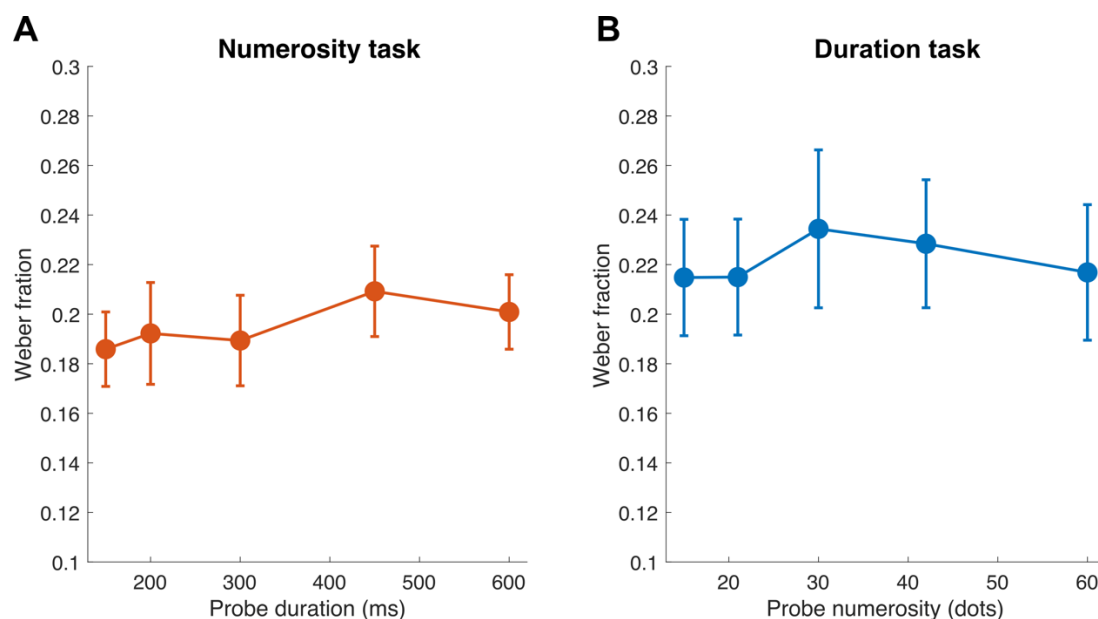 A
Numerosity task
0.3
0.28
0.26
0.24
0.22
0.2
0.18
0.16
0.14
0.12
0.1
Weber fration
200 300 400 500 600
Probe duration (ms)
B
Duration task
0.3
0.28
0.26
0.24
0.22
0.2
0.18
0.16
0.14
0.12
0.1
Weber fraction
20 30 40 50 60
Probe numerosity (dots)